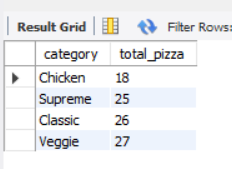 Result Grid Filter Rows:
category total_pizza
Chicken 18
Supreme 25
Classic 26
Veggie 27